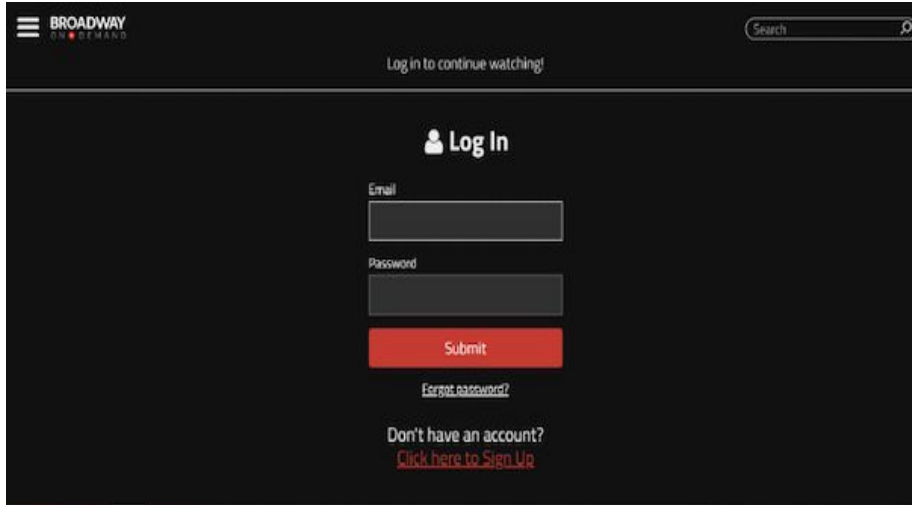 BROADWAY
ON DEMAND
Search
Log in to continue watching!
Log In
Email
Password
Submit
Forgot password?
Don't have an account?
Click here to Sign Up